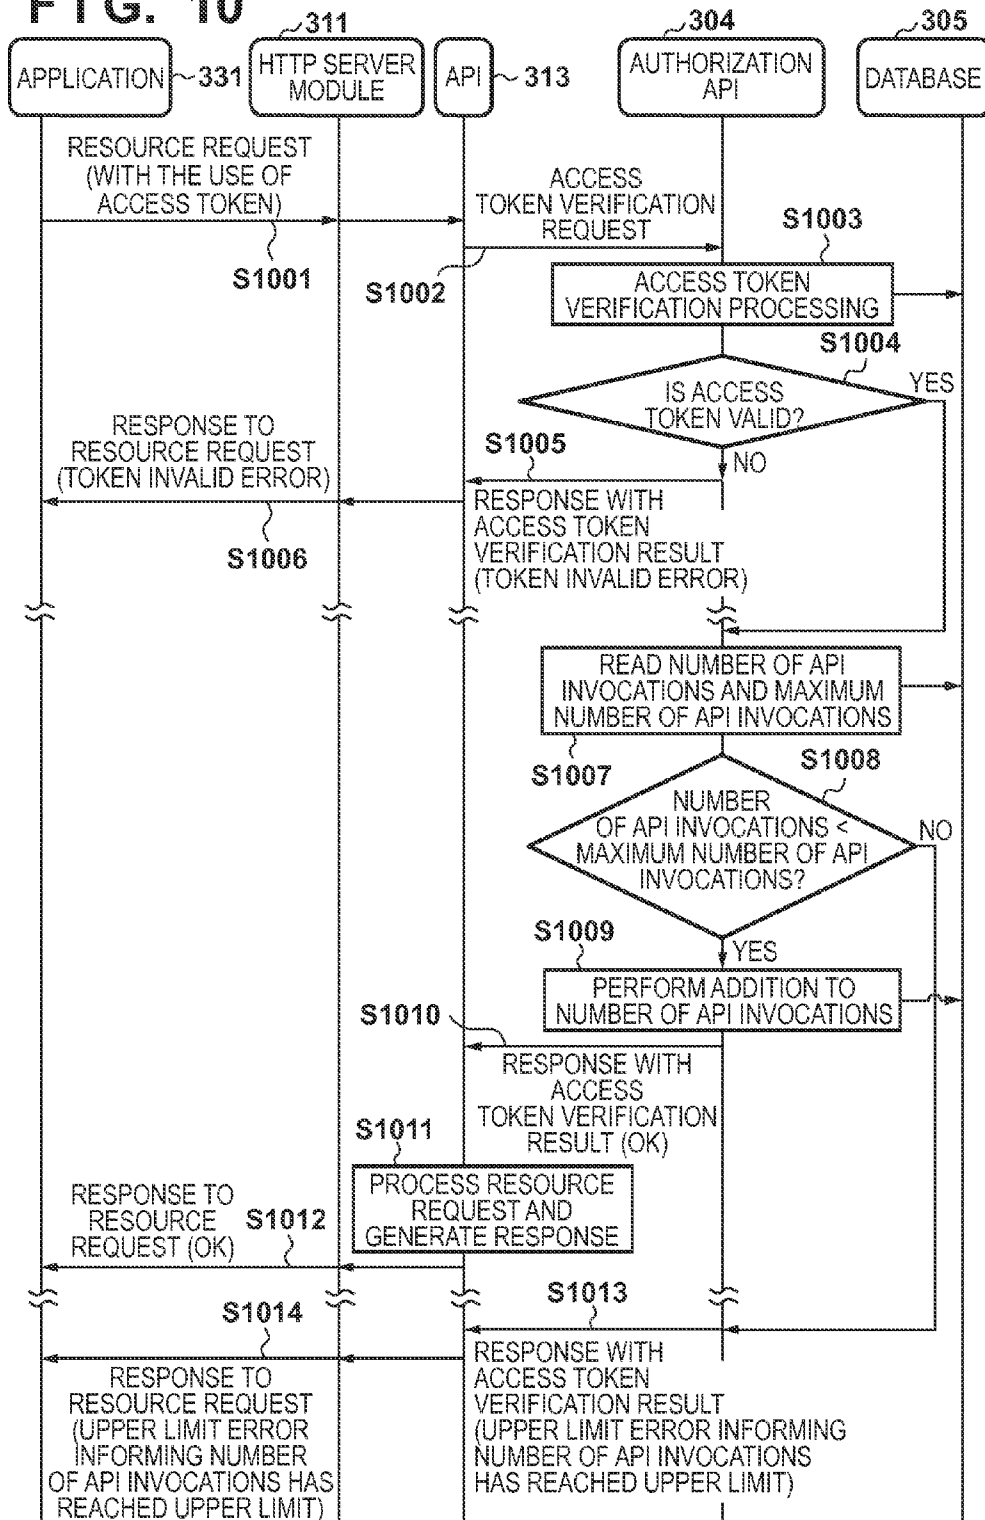 FIG. 10
311
304
305
APPLICATION
331
HTTP SERVER
MODULE
API
313
AUTHORIZATION
API
DATABASE
RESOURCE REQUEST
(WITH THE USE OF
ACCESS TOKEN)
S1001
ACCESS
TOKEN VERIFICATION
REQUEST
S1002
S1003
ACCESS TOKEN
VERIFICATION PROCESSING
S1004
IS ACCESS
TOKEN VALID?
YES
NO
S1005
RESPONSE WITH
ACCESS TOKEN
VERIFICATION RESULT
(TOKEN INVALID ERROR)
RESPONSE TO
RESOURCE REQUEST
(TOKEN INVALID ERROR)
S1006
READ NUMBER OF API
INVOCATIONS AND MAXIMUM
NUMBER OF API INVOCATIONS
S1007
S1008
NUMBER
OF API INVOCATIONS <
MAXIMUM NUMBER OF API
INVOCATIONS?
NO
YES
S1009
PERFORM ADDITION TO
NUMBER OF API INVOCATIONS
S1010
RESPONSE WITH
ACCESS
TOKEN VERIFICATION
RESULT (OK)
S1011
PROCESS RESOURCE
REQUEST AND
GENERATE RESPONSE
RESPONSE TO
RESOURCE
REQUEST (OK)
S1012
S1013
RESPONSE WITH
ACCESS TOKEN
VERIFICATION RESULT
(UPPER LIMIT ERROR INFORMING
NUMBER OF API INVOCATIONS
HAS REACHED UPPER LIMIT)
S1014
RESPONSE TO
RESOURCE REQUEST
(UPPER LIMIT ERROR
INFORMING NUMBER
OF API INVOCATIONS HAS
REACHED UPPER LIMIT)